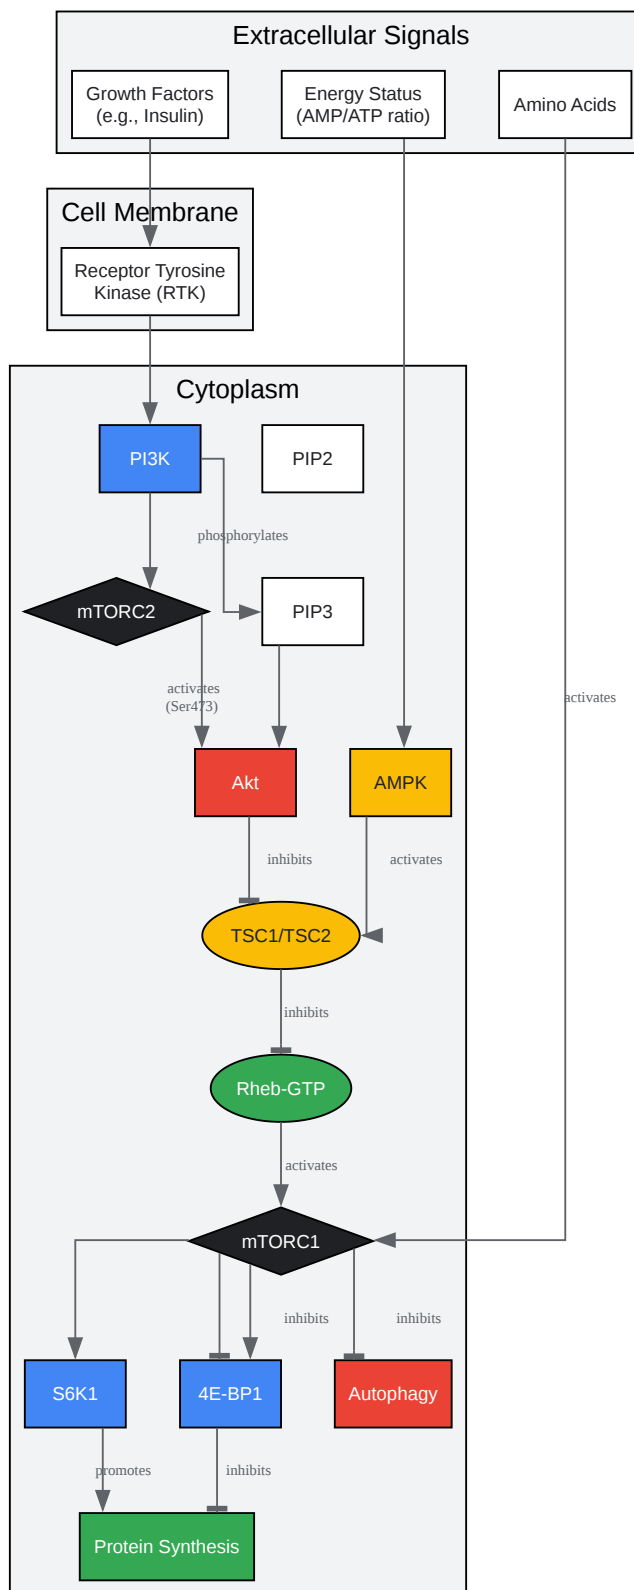 Extracellular Signals
Growth Factors
(e.g., Insulin)
Energy Status
(AMP/ATP ratio)
Amino Acids
Cell Membrane
Receptor Tyrosine
Kinase (RTK)
Cytoplasm
PI3K
PIP2
phosphorylates
mTORC2
PIP3
activates
(Ser473)
activates
Akt
AMPK
inhibits
activates
TSC1/TSC2
inhibits
Rheb-GTP
activates
mTORC1
inhibits
inhibits
S6K1
4E-BP1
Autophagy
promotes
inhibits
Protein Synthesis